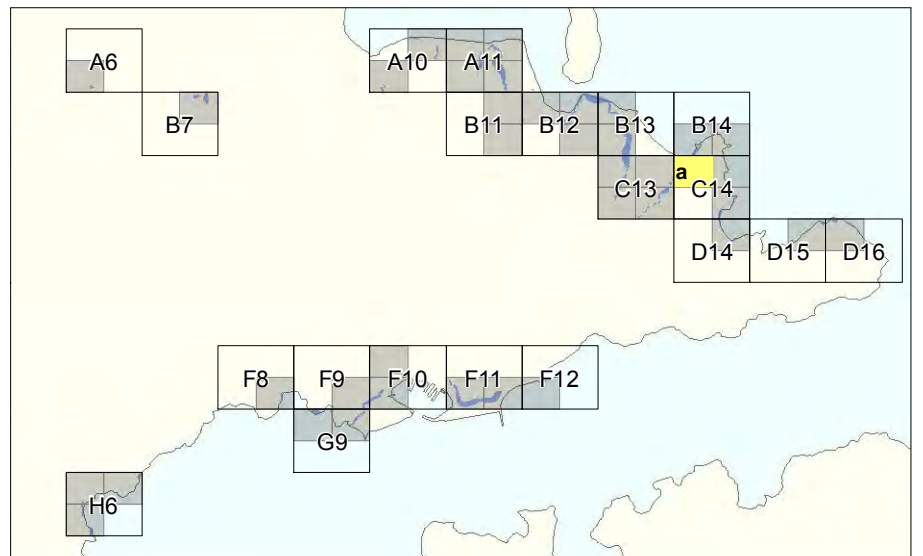 A6 A10 A11
B7 B11 B12 B13 B14
a C13 C14
D14 D15 D16
F8 F9 F10 F11 F12
G9
H6